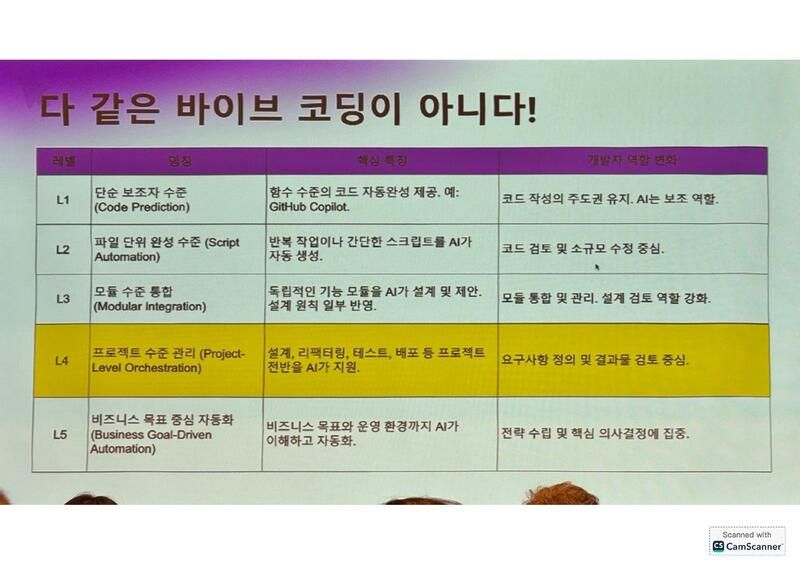 다 같은 바이브 코딩이 아니다!
레벨 명칭 핵심 특징 개발자 역할 변화
L1
단순 보조자 수준
(Code Prediction)
함수 수준의 코드 자동완성 제공. 예:
GitHub Copilot.
코드 작성의 주도권 유지. AI는 보조 역할.
L2
파일 단위 완성 수준 (Script
Automation)
반복 작업이나 간단한 스크립트를 AI가
자동 생성.
코드 검토 및 소규모 수정 중심.
L3
모듈 수준 통합
(Modular Integration)
독립적인 기능 모듈을 AI가 설계 및 제안.
설계 원칙 일부 반영.
모듈 통합 및 관리. 설계 검토 역할 강화.
L4
프로젝트 수준 관리 (Project-
Level Orchestration)
설계, 리팩터링, 테스트, 배포 등 프로젝트
전반을 AI가 지원.
요구사항 정의 및 결과물 검토 중심.
L5
비즈니스 목표 중심 자동화
(Business Goal-Driven
Automation)
비즈니스 목표와 운영 환경까지 AI가
이해하고 자동화.
전략 수립 및 핵심 의사결정에 집중.
Scanned with
CS CamScanner